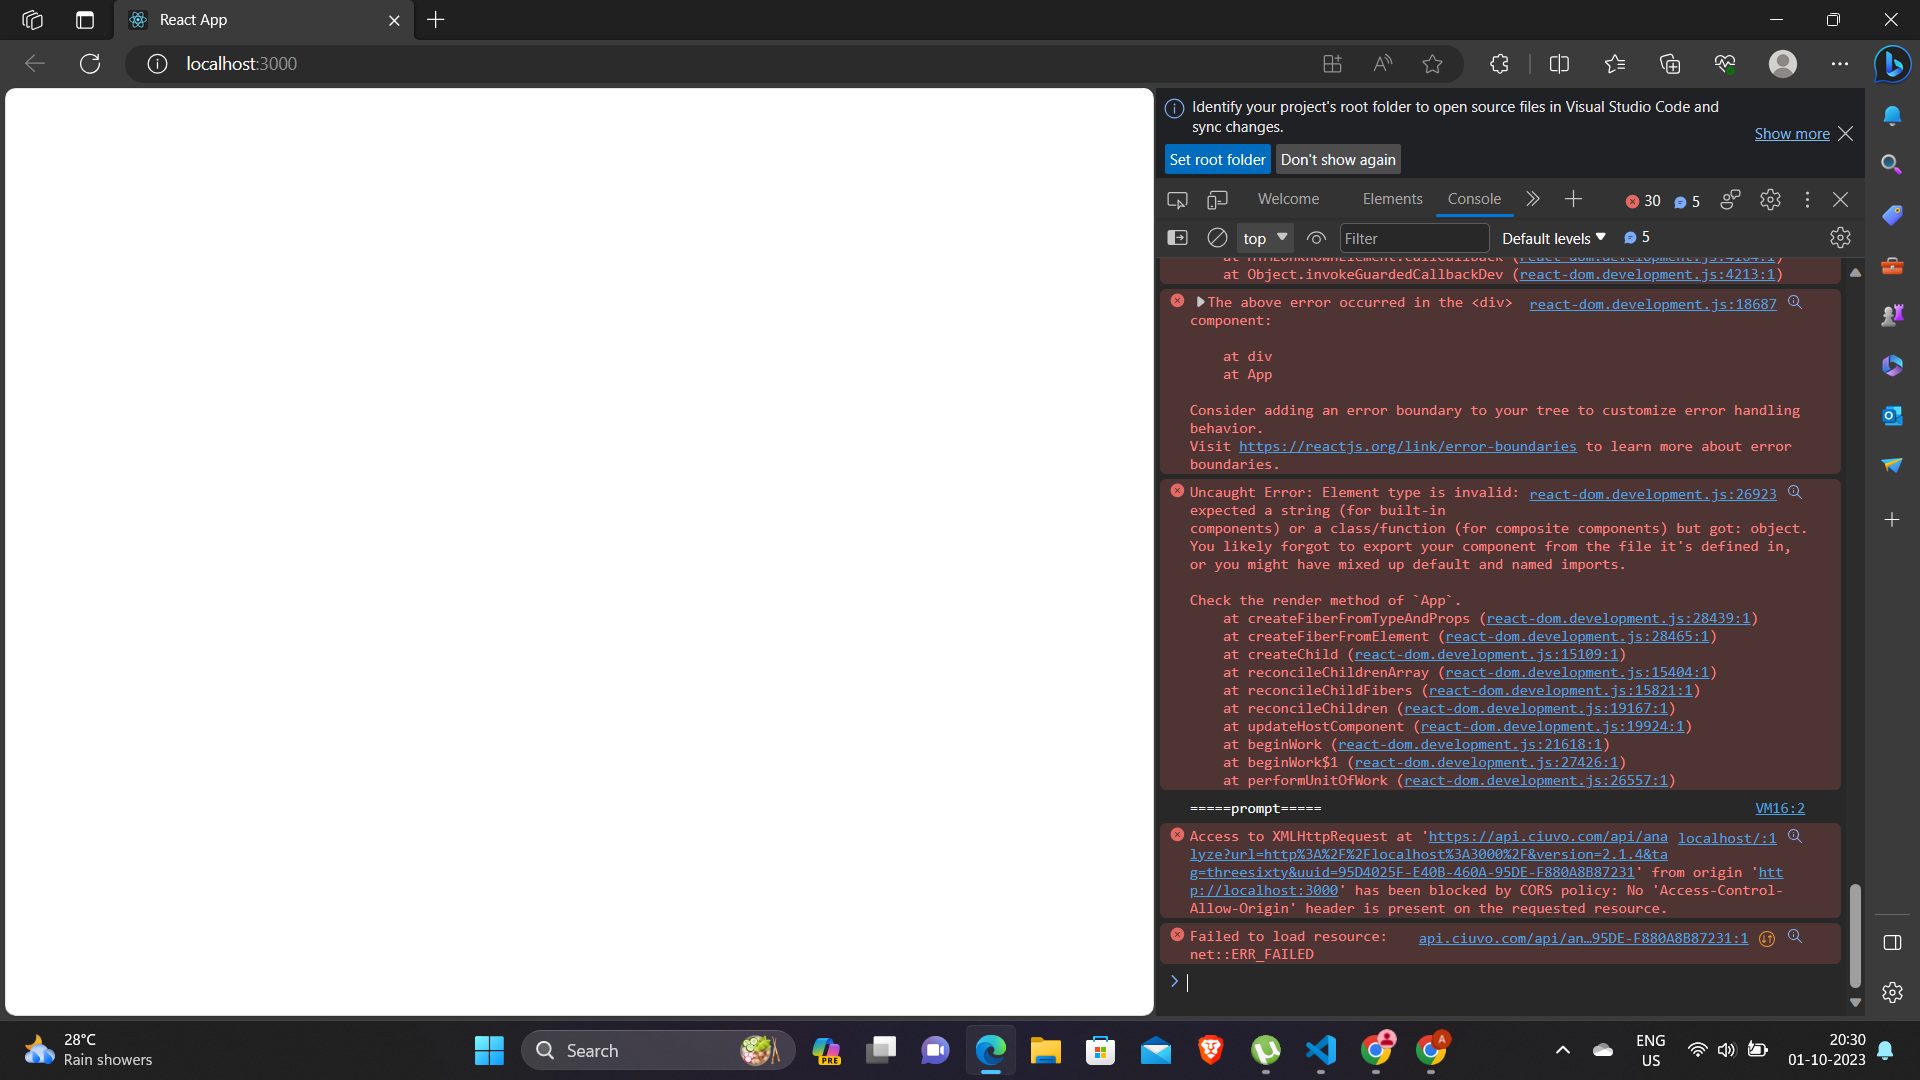 React App
localhost:3000
Identify your project's root folder to open source files in Visual Studio Code and
sync changes.
Show more
Set root folder
Don't show again
Welcome
Elements
Console
30
5
top
Filter
Default levels
5
at Object.invokeGuardedCallbackDev (react-dom.development.js:4213:1)
The above error occurred in the <div> react-dom.development.js:18687
component:
at div
at App
Consider adding an error boundary to your tree to customize error handling
behavior.
Visit https://reactjs.org/link/error-boundaries to learn more about error
boundaries.
Uncaught Error: Element type is invalid: react-dom.development.js:26923
expected a string (for built-in
components) or a class/function (for composite components) but got: object.
You likely forgot to export your component from the file it's defined in,
or you might have mixed up default and named imports.
Check the render method of `App`.
at createFiberFromTypeAndProps (react-dom.development.js:28439:1)
at createFiberFromElement (react-dom.development.js:28465:1)
at createChild (react-dom.development.js:15109:1)
at reconcileChildrenArray (react-dom.development.js:15404:1)
at reconcileChildFibers (react-dom.development.js:15821:1)
at reconcileChildren (react-dom.development.js:19167:1)
at updateHostComponent (react-dom.development.js:19924:1)
at beginWork (react-dom.development.js:21618:1)
at beginWork$1 (react-dom.development.js:27426:1)
at performUnitOfWork (react-dom.development.js:26557:1)
=====prompt===== VM16:2
Access to XMLHttpRequest at 'https://api.ciuvo.com/api/ana localhost/:1
lyze?url=http%3A%2F%2Flocalhost%3A3000%2F&version=2.1.4&ta
g=threesixty&uuid=95D4025F-E40B-460A-95DE-F880A8B87231' from origin 'htt
p://localhost:3000' has been blocked by CORS policy: No 'Access-Control-
Allow-Origin' header is present on the requested resource.
Failed to load resource: api.ciuvo.com/api/an…95DE-F880A8B87231:1
net::ERR_FAILED
28°C
Rain showers
Search
PRE
A
ENG
US
20:30
01-10-2023